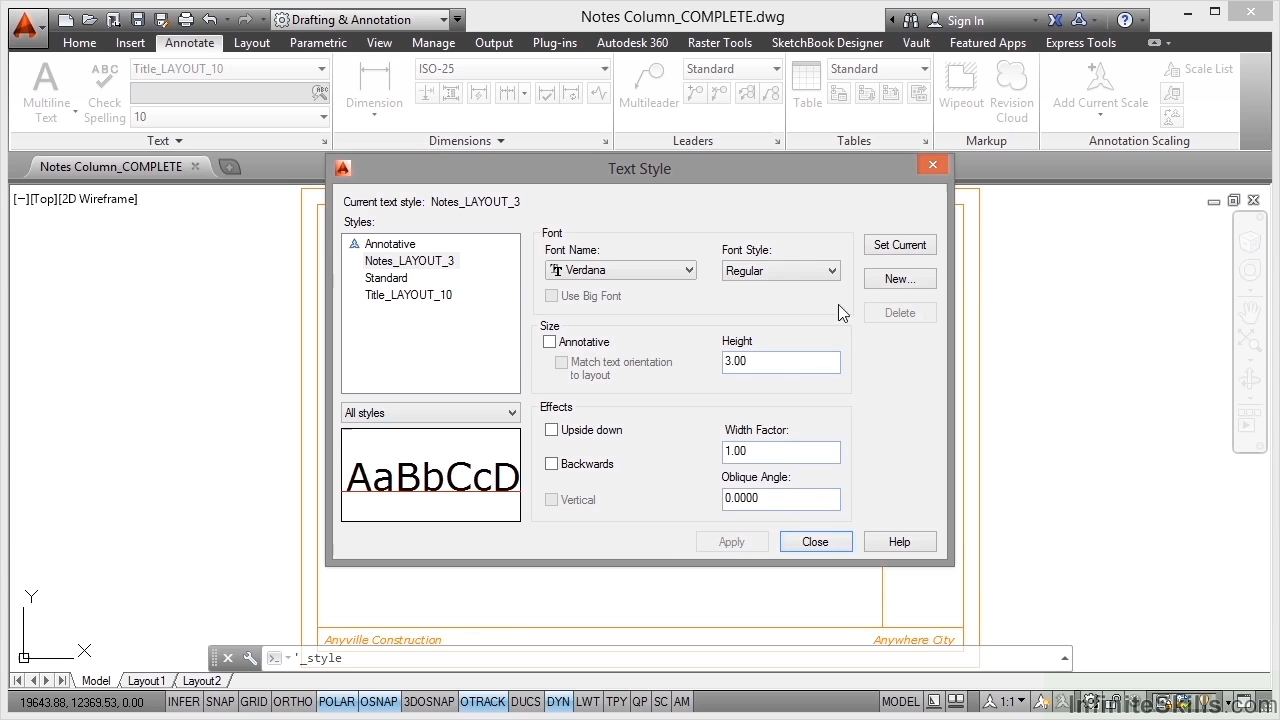 Drafting & Annotation
Notes Column_COMPLETE.dwg
Sign In
Home Insert Annotate Layout Parametric View Manage Output Plug-ins Autodesk 360 Raster Tools SketchBook Designer Vault Featured Apps Express Tools
Multiline Text
ABC
Check Spelling
Title_LAYOUT_10
ABC
10
Dimension
ISO-25
Multileader
Standard
Table
Standard
Wipeout
Revision Cloud
Add Current Scale
Scale List
Text
Dimensions
Leaders
Tables
Markup
Annotation Scaling
Notes Column_COMPLETE
[−][Top][2D Wireframe]
Text Style
Current text style: Notes_LAYOUT_3
Styles:
Annotative
Notes_LAYOUT_3
Standard
Title_LAYOUT_10
All styles
AaBbCcD
Font
Font Name:
Verdana
Font Style:
Regular
Use Big Font
Size
Annotative
Match text orientation
to layout
Height
3.00
Effects
Upside down
Backwards
Vertical
Width Factor:
1.00
Oblique Angle:
0.0000
Set Current
New...
Delete
Apply
Close
Help
Y
X
Anyville Construction
Anywhere City
'_style
Model Layout1 Layout2
19643.88, 12369.53, 0.00
INFER SNAP GRID ORTHO POLAR OSNAP 3DOSNAP OTRACK DUCS DYN LWT TPY QP SC AM
MODEL
1:1
InfiniteSkills.com